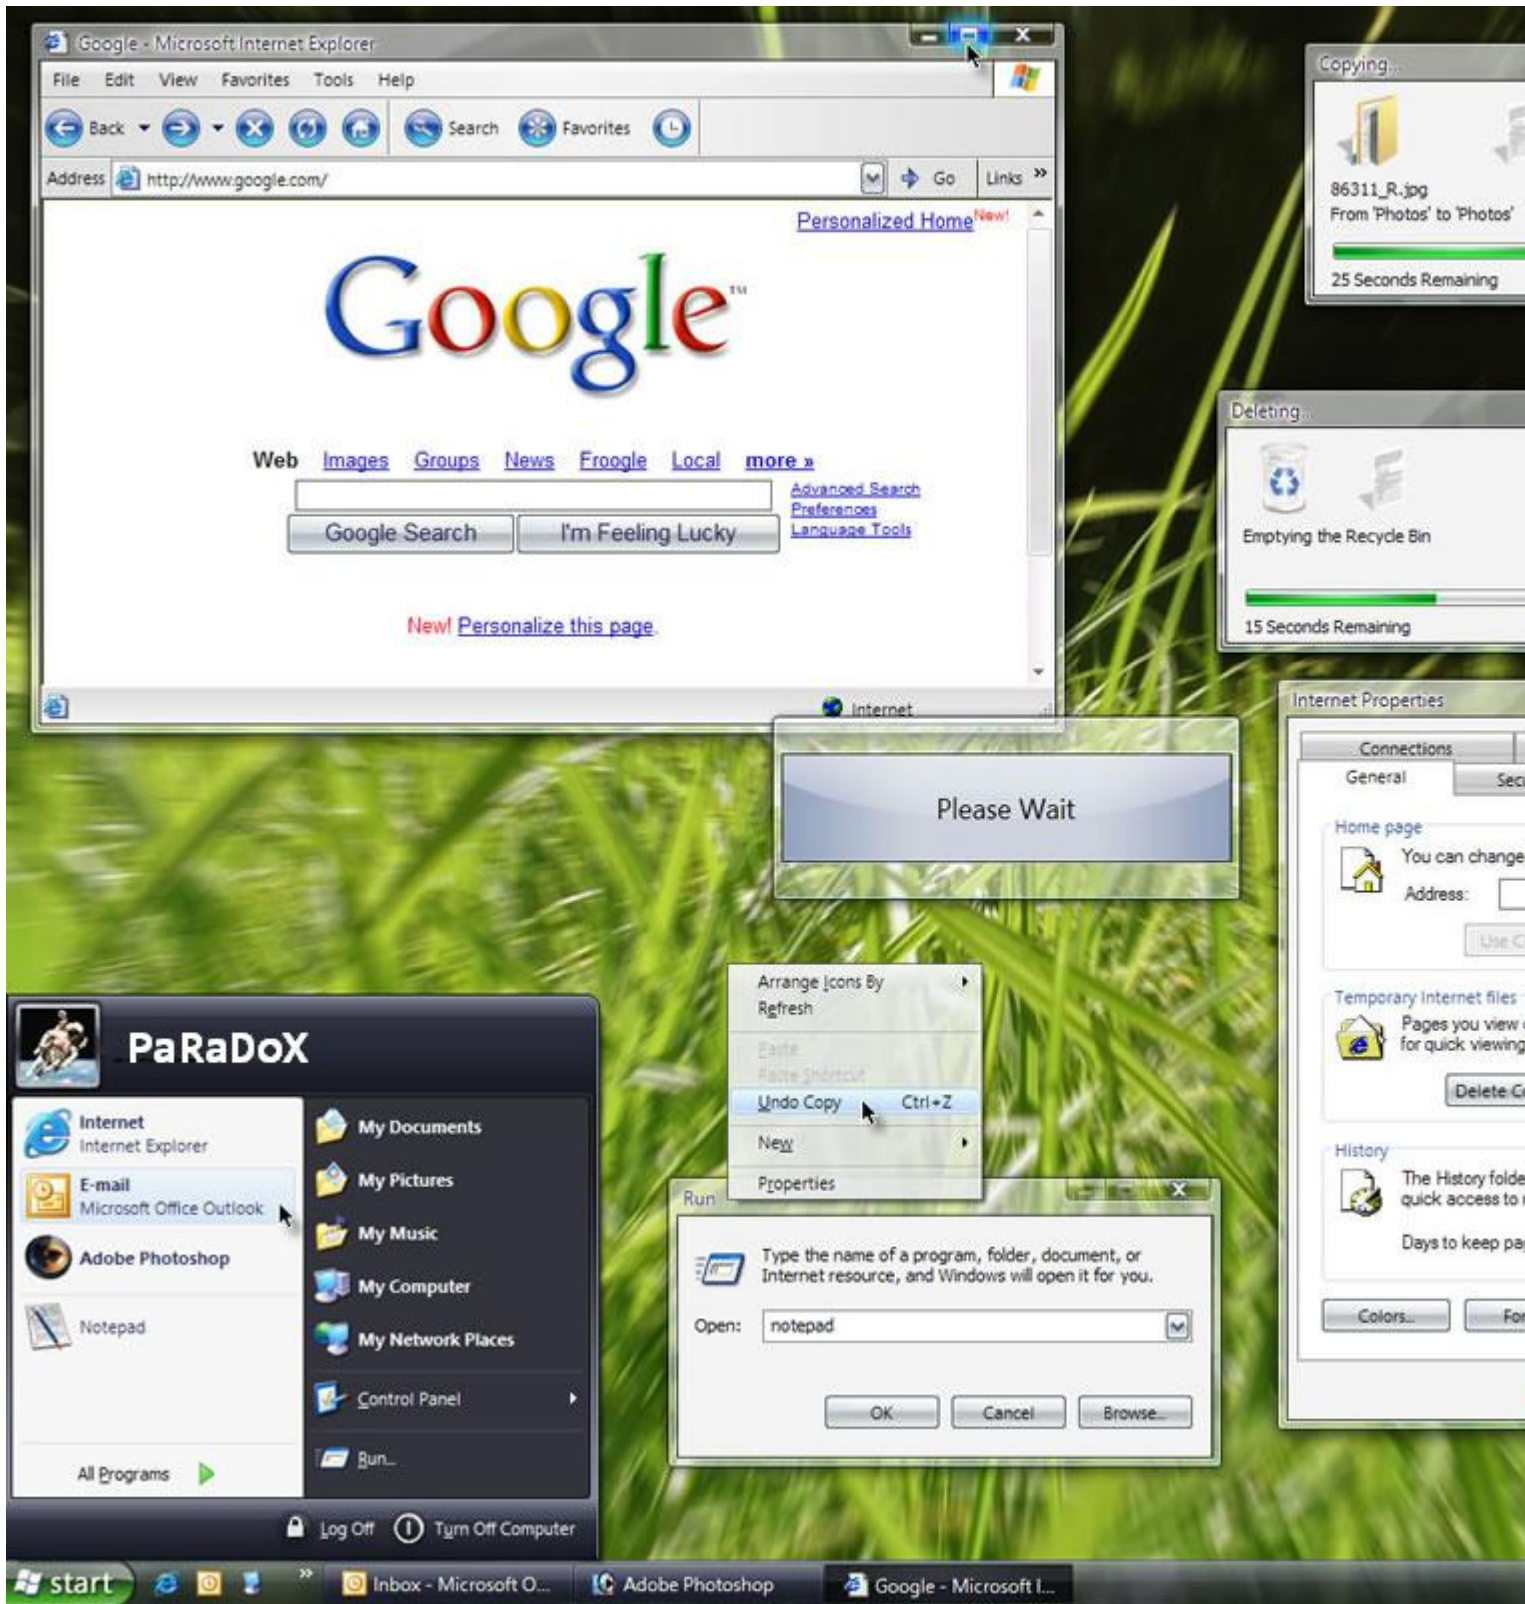 Google - Microsoft Internet Explorer
File Edit View Favorites Tools Help
Back Search Favorites
Address http://www.google.com/ Go Links »
Personalized Home New!
Google™
Web Images Groups News Froogle Local more »
Advanced Search
Preferences
Language Tools
Google Search I'm Feeling Lucky
New! Personalize this page.
Internet
Copying...
86311_R.jpg
From 'Photos' to 'Photos'
25 Seconds Remaining
Deleting...
Emptying the Recycle Bin
15 Seconds Remaining
Please Wait
Internet Properties
Connections
General Sec
Home page
You can change
Address:
Use C
Temporary Internet files
Pages you view
for quick viewing
Delete Co
History
The History folde
quick access to
Days to keep pa
Colors... For
Arrange Icons By
Refresh
Paste
Paste Shortcut
Undo Copy Ctrl+Z
New
Properties
Run
Type the name of a program, folder, document, or
Internet resource, and Windows will open it for you.
Open: notepad
OK Cancel Browse...
PaRaDoX
Internet
Internet Explorer
E-mail
Microsoft Office Outlook
Adobe Photoshop
Notepad
All Programs
My Documents
My Pictures
My Music
My Computer
My Network Places
Control Panel
Run...
Log Off Turn Off Computer
start » Inbox - Microsoft O... Adobe Photoshop Google - Microsoft I...